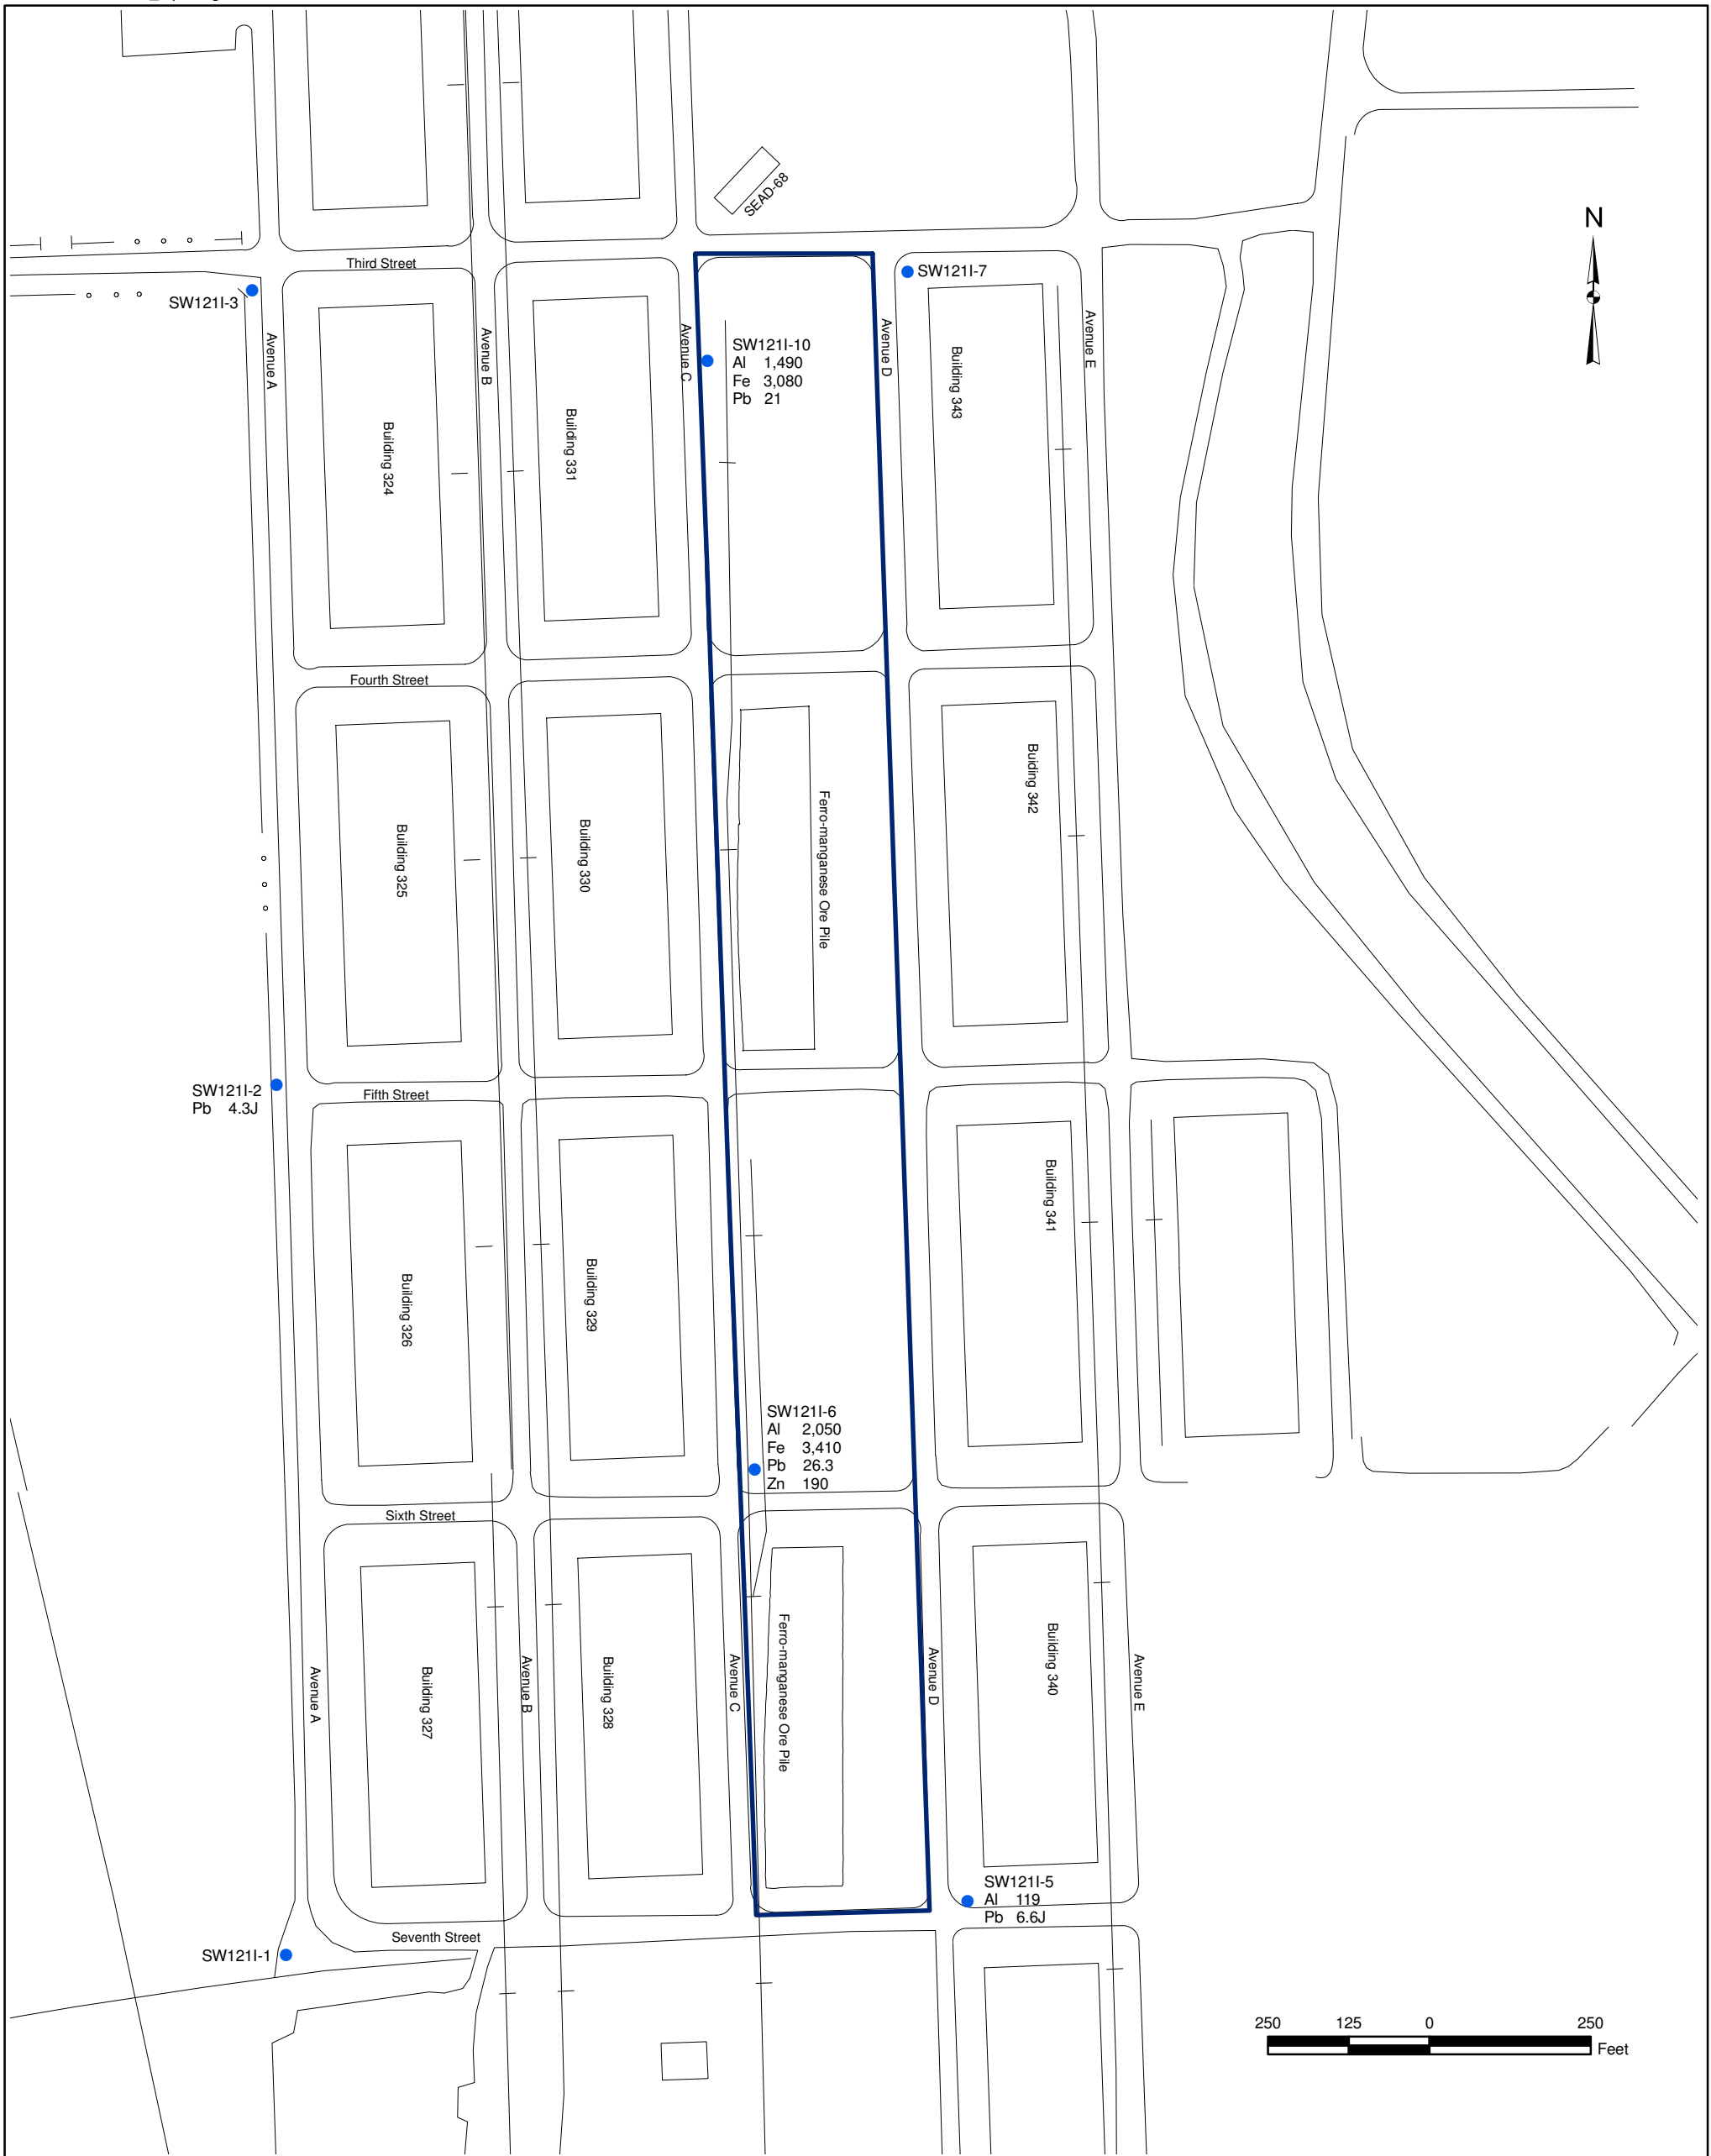 N
SEAD-68
Third Street
SW121I-7
SW121I-3
Avenue A
Avenue B
Avenue C
SW121I-10
Al 1,490
Fe 3,080
Pb 21
Avenue D
Building 343
Avenue E
Building 324
Building 331
Fourth Street
Building 325
Building 330
Ferro-manganese Ore Pile
Buiding 342
SW121I-2
Pb 4.3J
Fifth Street
Building 326
Building 329
Building 341
SW121I-6
Al 2,050
Fe 3,410
Pb 26.3
Zn 190
Sixth Street
Avenue A
Building 327
Avenue B
Building 328
Avenue C
Ferro-manganese Ore Pile
Avenue D
Building 340
Avenue E
SW121I-5
Al 119
Pb 6.6J
Seventh Street
SW121I-1
250 125 0 250
Feet